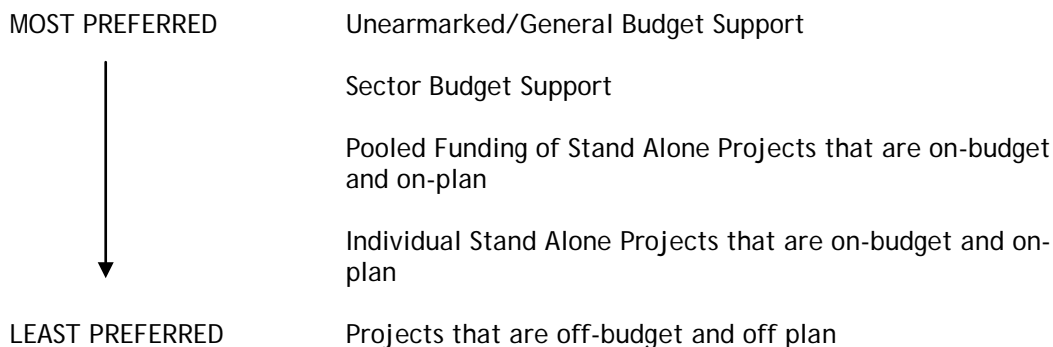 MOST PREFERRED Unearmarked/General Budget Support
Sector Budget Support
Pooled Funding of Stand Alone Projects that are on-budget
and on-plan
Individual Stand Alone Projects that are on-budget and on-
plan
LEAST PREFERRED Projects that are off-budget and off plan